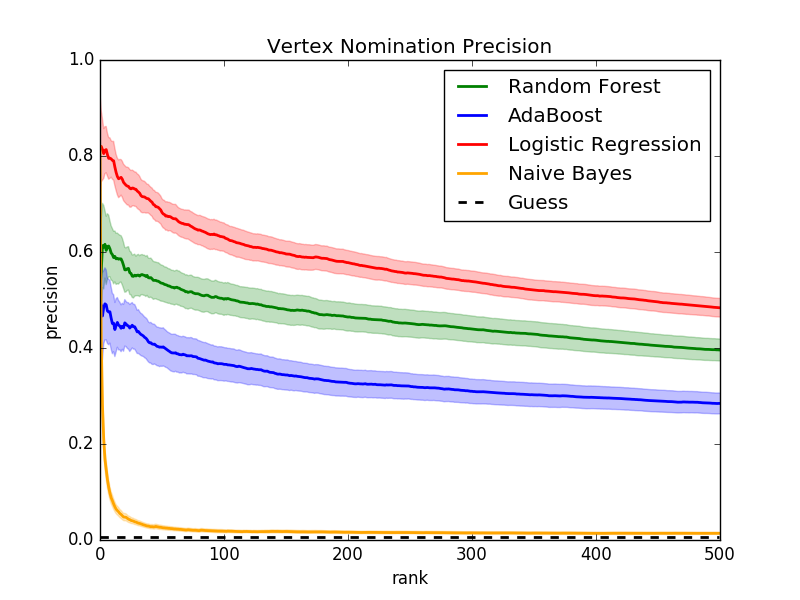 Vertex Nomination Precision
1.0
0.8
0.6
0.4
0.2
0.0
precision
Random Forest
AdaBoost
Logistic Regression
Naive Bayes
Guess
0 100 200 300 400 500
rank